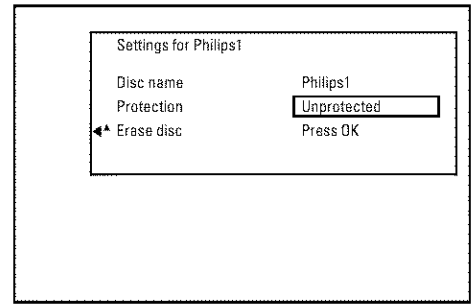 Settings for Philips1
Disc name Philips1
Protection Unprotected
Erase disc Press OK